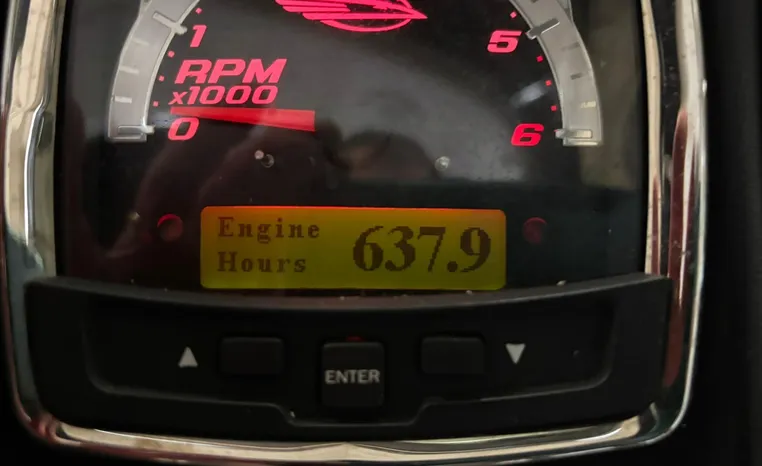 1
5
RPM
x1000
0
6
Engine
Hours 637.9
▲
▼
ENTER